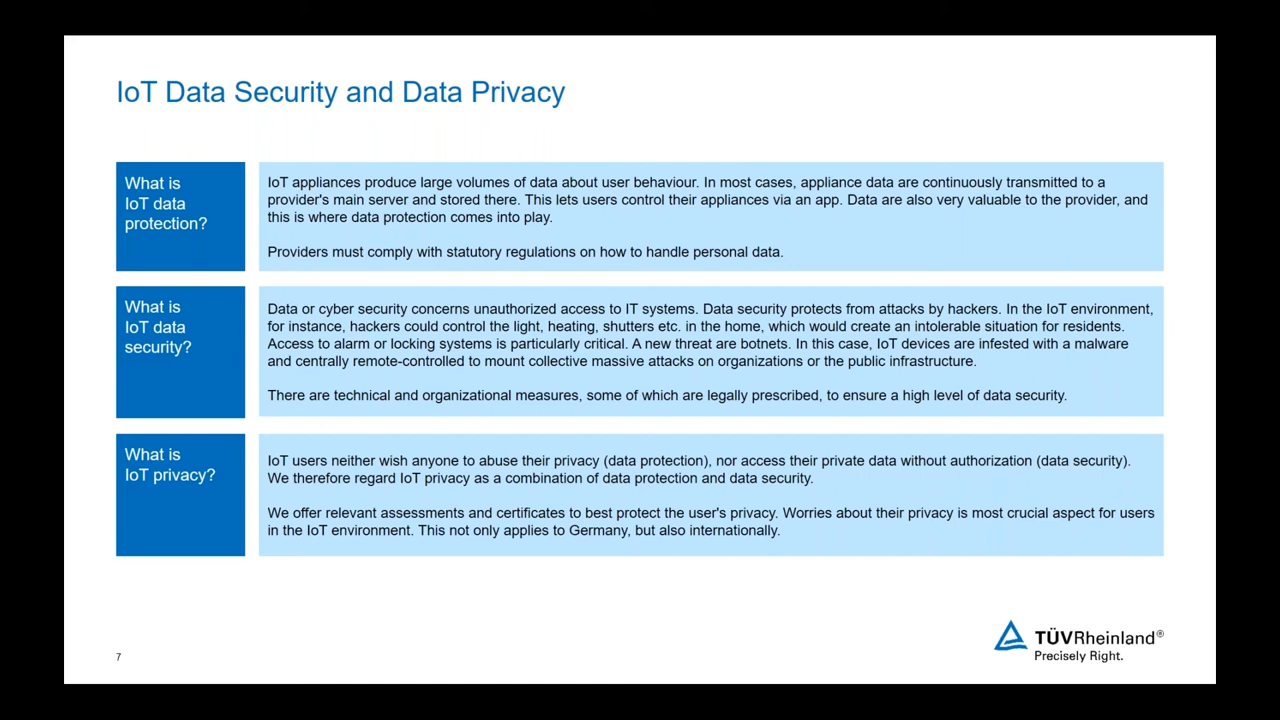 IoT Data Security and Data Privacy
What is
IoT data
protection?
IoT appliances produce large volumes of data about user behaviour. In most cases, appliance data are continuously transmitted to a
provider's main server and stored there. This lets users control their appliances via an app. Data are also very valuable to the provider, and
this is where data protection comes into play.
Providers must comply with statutory regulations on how to handle personal data.
What is
IoT data
security?
Data or cyber security concerns unauthorized access to IT systems. Data security protects from attacks by hackers. In the IoT environment,
for instance, hackers could control the light, heating, shutters etc. in the home, which would create an intolerable situation for residents.
Access to alarm or locking systems is particularly critical. A new threat are botnets. In this case, IoT devices are infested with a malware
and centrally remote-controlled to mount collective massive attacks on organizations or the public infrastructure.
There are technical and organizational measures, some of which are legally prescribed, to ensure a high level of data security.
What is
IoT privacy?
IoT users neither wish anyone to abuse their privacy (data protection), nor access their private data without authorization (data security).
We therefore regard IoT privacy as a combination of data protection and data security.
We offer relevant assessments and certificates to best protect the user's privacy. Worries about their privacy is most crucial aspect for users
in the IoT environment. This not only applies to Germany, but also internationally.
7
TÜVRheinland®
Precisely Right.